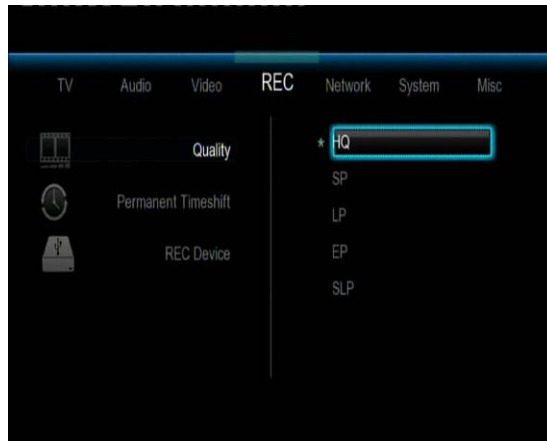 TV Audio Video REC Network System Misc
Quality * HQ
Permanent Timeshift SP
LP
REC Device EP
SLP